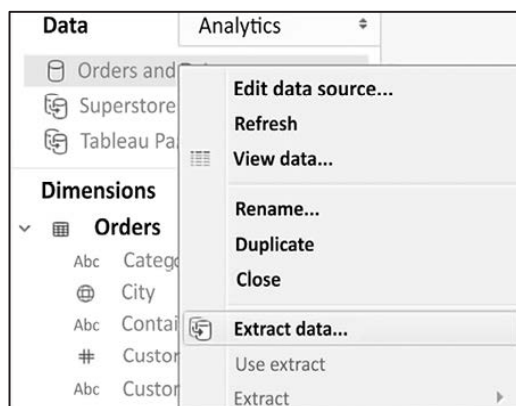 Data Analytics
Orders and
Superstore
Tableau Pa
Edit data source...
Refresh
View data...
Rename...
Duplicate
Close
Extract data...
Use extract
Extract
Dimensions
Orders
Abc Catego
City
Abc Contai
# Custor
Abc Custor